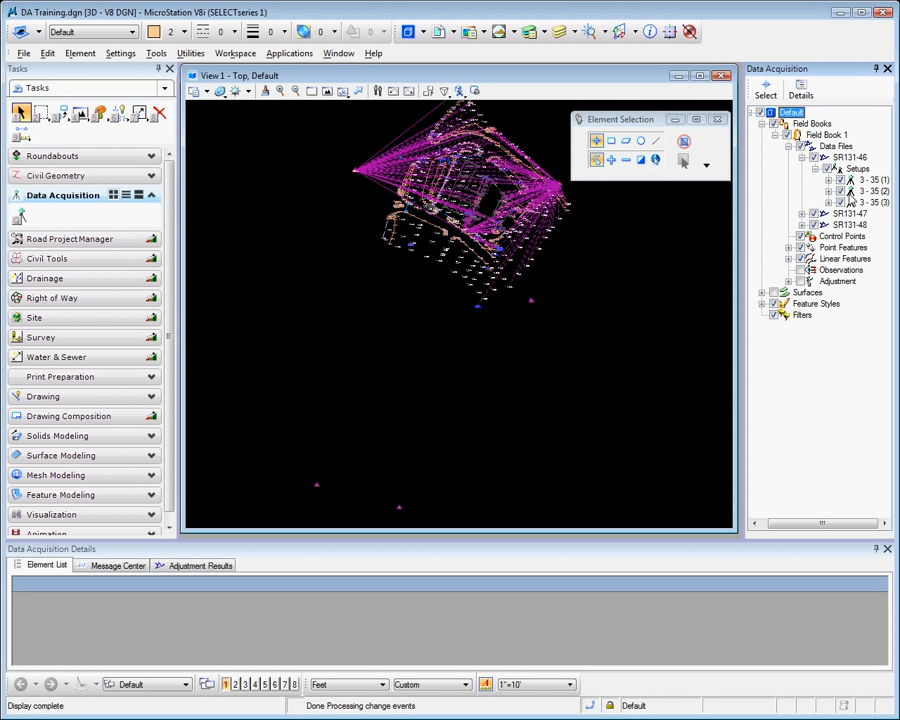 DA Training.dgn [3D - V8 DGN] - MicroStation V8i (SELECTseries 1)
Default 2 0 0 0 0
File Edit Element Settings Tools Utilities Workspace Applications Window Help
Tasks
Tasks
Roundabouts
Civil Geometry
Data Acquisition
Road Project Manager
Civil Tools
Drainage
Right of Way
Site
Survey
Water & Sewer
Print Preparation
Drawing
Drawing Composition
Solids Modeling
Surface Modeling
Mesh Modeling
Feature Modeling
Visualization
Animation
View 1 - Top, Default
Element Selection
Data Acquisition
Select Details
Default
Field Books
Field Book 1
Data Files
SR131-46
Setups
3 - 35 (1)
3 - 35 (2)
3 - 35 (3)
SR131-47
SR131-48
Control Points
Point Features
Linear Features
Observations
Adjustment
Surfaces
Feature Styles
Filters
Data Acquisition Details
Element List Message Center Adjustment Results
Default 1 2 3 4 5 6 7 8 Feet Custom 1"=10'
Display complete Done Processing change events Default